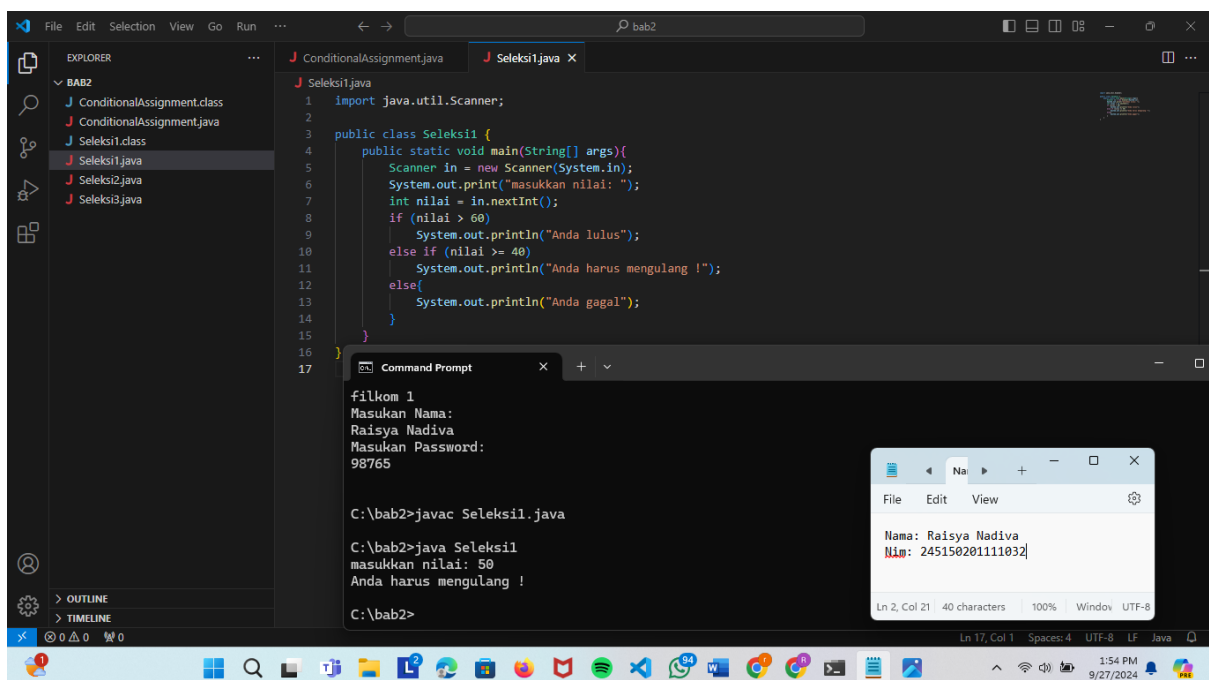 File Edit Selection View Go Run ··· ← → bab2
EXPLORER ···
BAB2
J ConditionalAssignment.class
J ConditionalAssignment.java
J Seleksi1.class
J Seleksi1.java
J Seleksi2.java
J Seleksi3.java
OUTLINE
TIMELINE
J ConditionalAssignment.java J Seleksi1.java ×
J Seleksi1.java
1 import java.util.Scanner;
2
3 public class Seleksi1 {
4 public static void main(String[] args){
5 Scanner in = new Scanner(System.in);
6 System.out.print("masukkan nilai: ");
7 int nilai = in.nextInt();
8 if (nilai > 60)
9 System.out.println("Anda lulus");
10 else if (nilai >= 40)
11 System.out.println("Anda harus mengulang !");
12 else{
13 System.out.println("Anda gagal");
14 }
15 }
16 }
17
Command Prompt × +
filkom 1
Masukan Nama:
Raisya Nadiva
Masukan Password:
98765
C:\bab2>javac Seleksi1.java
C:\bab2>java Seleksi1
masukkan nilai: 50
Anda harus mengulang !
C:\bab2>
File Edit View
Nama: Raisya Nadiva
Nim: 245150201111032
Ln 2, Col 21 40 characters 100% Window UTF-8
0 0 0 Ln 17, Col 1 Spaces: 4 UTF-8 LF Java
94
1:54 PM
9/27/2024
PRE